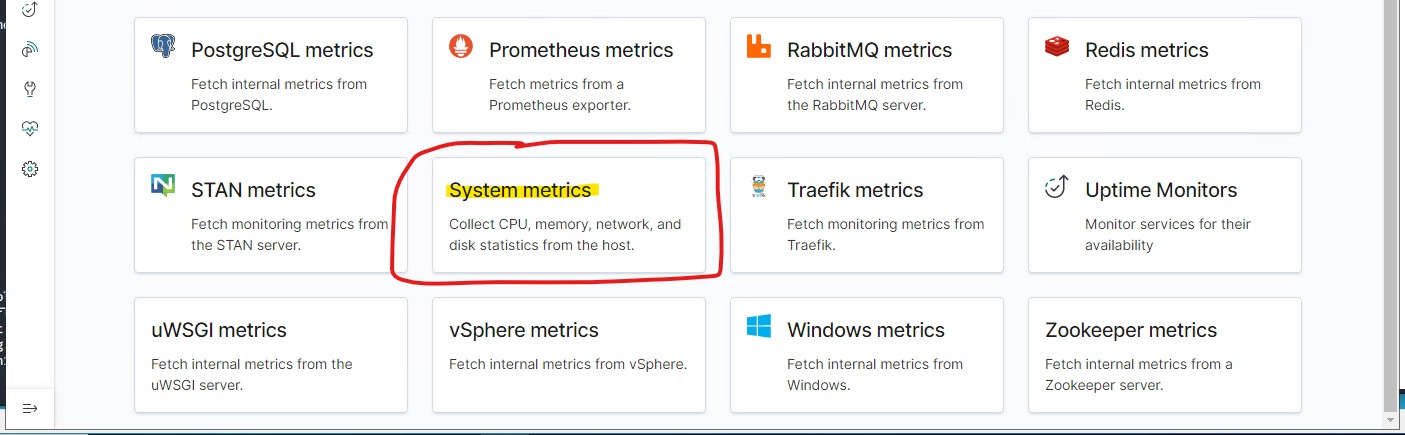 PostgreSQL metrics
Fetch internal metrics from
PostgreSQL.
Prometheus metrics
Fetch metrics from a
Prometheus exporter.
RabbitMQ metrics
Fetch internal metrics from
the RabbitMQ server.
Redis metrics
Fetch internal metrics from
Redis.
STAN metrics
Fetch monitoring metrics from
the STAN server.
System metrics
Collect CPU, memory, network, and
disk statistics from the host.
Traefik metrics
Fetch monitoring metrics from
Traefik.
Uptime Monitors
Monitor services for their
availability
uWSGI metrics
Fetch internal metrics from the
uWSGI server.
vSphere metrics
Fetch internal metrics from vSphere.
Windows metrics
Fetch internal metrics from
Windows.
Zookeeper metrics
Fetch internal metrics from a
Zookeeper server.